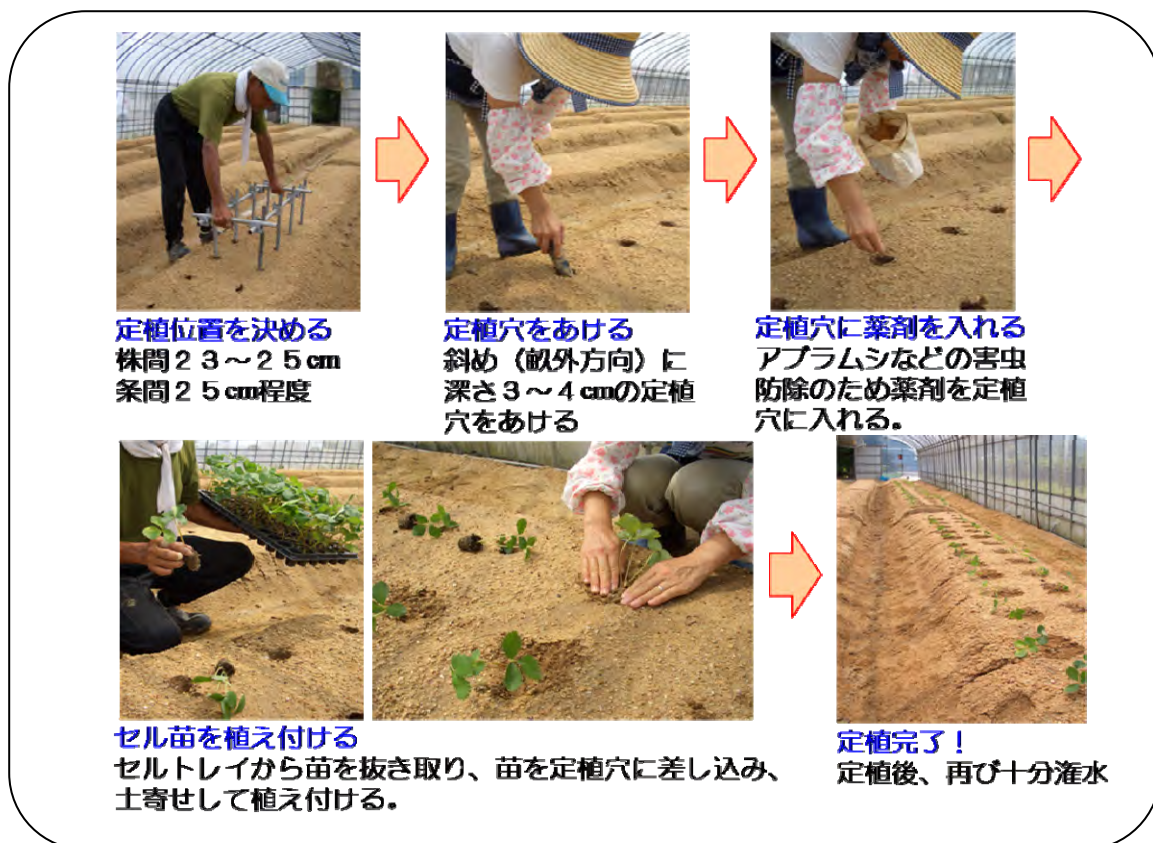 定植位置を決める
株間２３～２５㎝
条間２５㎝程度
定植穴をあける
斜め（畝外方向）に
深さ３～４㎝の定植
穴をあける
定植穴に薬剤を入れる
アブラムシなどの害虫
防除のため薬剤を定植
穴に入れる。
セル苗を植え付ける
セルトレイから苗を抜き取り、苗を定植穴に差し込み、
土寄せして植え付ける。
定植完了！
定植後、再び十分潅水